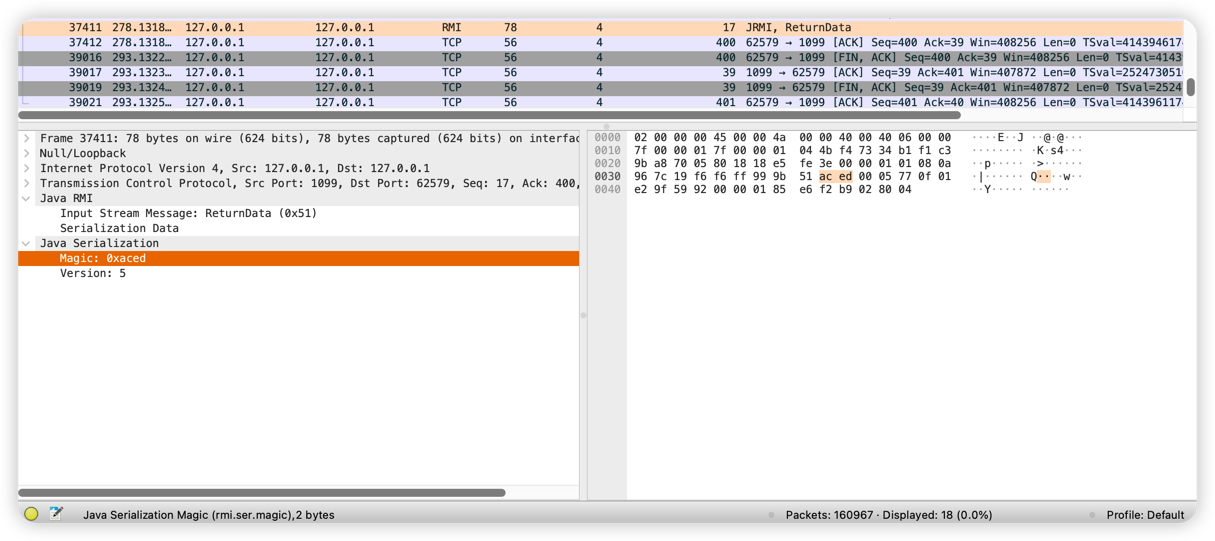 37411 278.1318… 127.0.0.1 127.0.0.1 RMI 78 4 17 JRMI, ReturnData
37412 278.1318… 127.0.0.1 127.0.0.1 TCP 56 4 400 62579 → 1099 [ACK] Seq=400 Ack=39 Win=408256 Len=0 TSval=414394617
39016 293.1322… 127.0.0.1 127.0.0.1 TCP 56 4 400 62579 → 1099 [FIN, ACK] Seq=400 Ack=39 Win=408256 Len=0 TSval=4143
39017 293.1323… 127.0.0.1 127.0.0.1 TCP 56 4 39 1099 → 62579 [ACK] Seq=39 Ack=401 Win=407872 Len=0 TSval=2524730519
39019 293.1324… 127.0.0.1 127.0.0.1 TCP 56 4 39 1099 → 62579 [FIN, ACK] Seq=39 Ack=401 Win=407872 Len=0 TSval=2524
39021 293.1325… 127.0.0.1 127.0.0.1 TCP 56 4 401 62579 → 1099 [ACK] Seq=401 Ack=40 Win=408256 Len=0 TSval=414396117
Frame 37411: 78 bytes on wire (624 bits), 78 bytes captured (624 bits) on interfac
Null/Loopback
Internet Protocol Version 4, Src: 127.0.0.1, Dst: 127.0.0.1
Transmission Control Protocol, Src Port: 1099, Dst Port: 62579, Seq: 17, Ack: 400,
Java RMI
Input Stream Message: ReturnData (0x51)
Serialization Data
Java Serialization
Magic: 0xaced
Version: 5
0000 02 00 00 00 45 00 00 4a 00 00 40 00 40 06 00 00 ····E··J ··@·@···
0010 7f 00 00 01 7f 00 00 01 04 4b f4 73 34 b1 f1 c3 ········ ·K·s4···
0020 9b a8 70 05 80 18 18 e5 fe 3e 00 00 01 01 08 0a ··p····· ·>······
0030 96 7c 19 f6 f6 ff 99 9b 51 ac ed 00 05 77 0f 01 ·|······ Q····w··
0040 e2 9f 59 92 00 00 01 85 e6 f2 b9 02 80 04 ··Y····· ······
Java Serialization Magic (rmi.ser.magic),2 bytes
Packets: 160967 · Displayed: 18 (0.0%)
Profile: Default